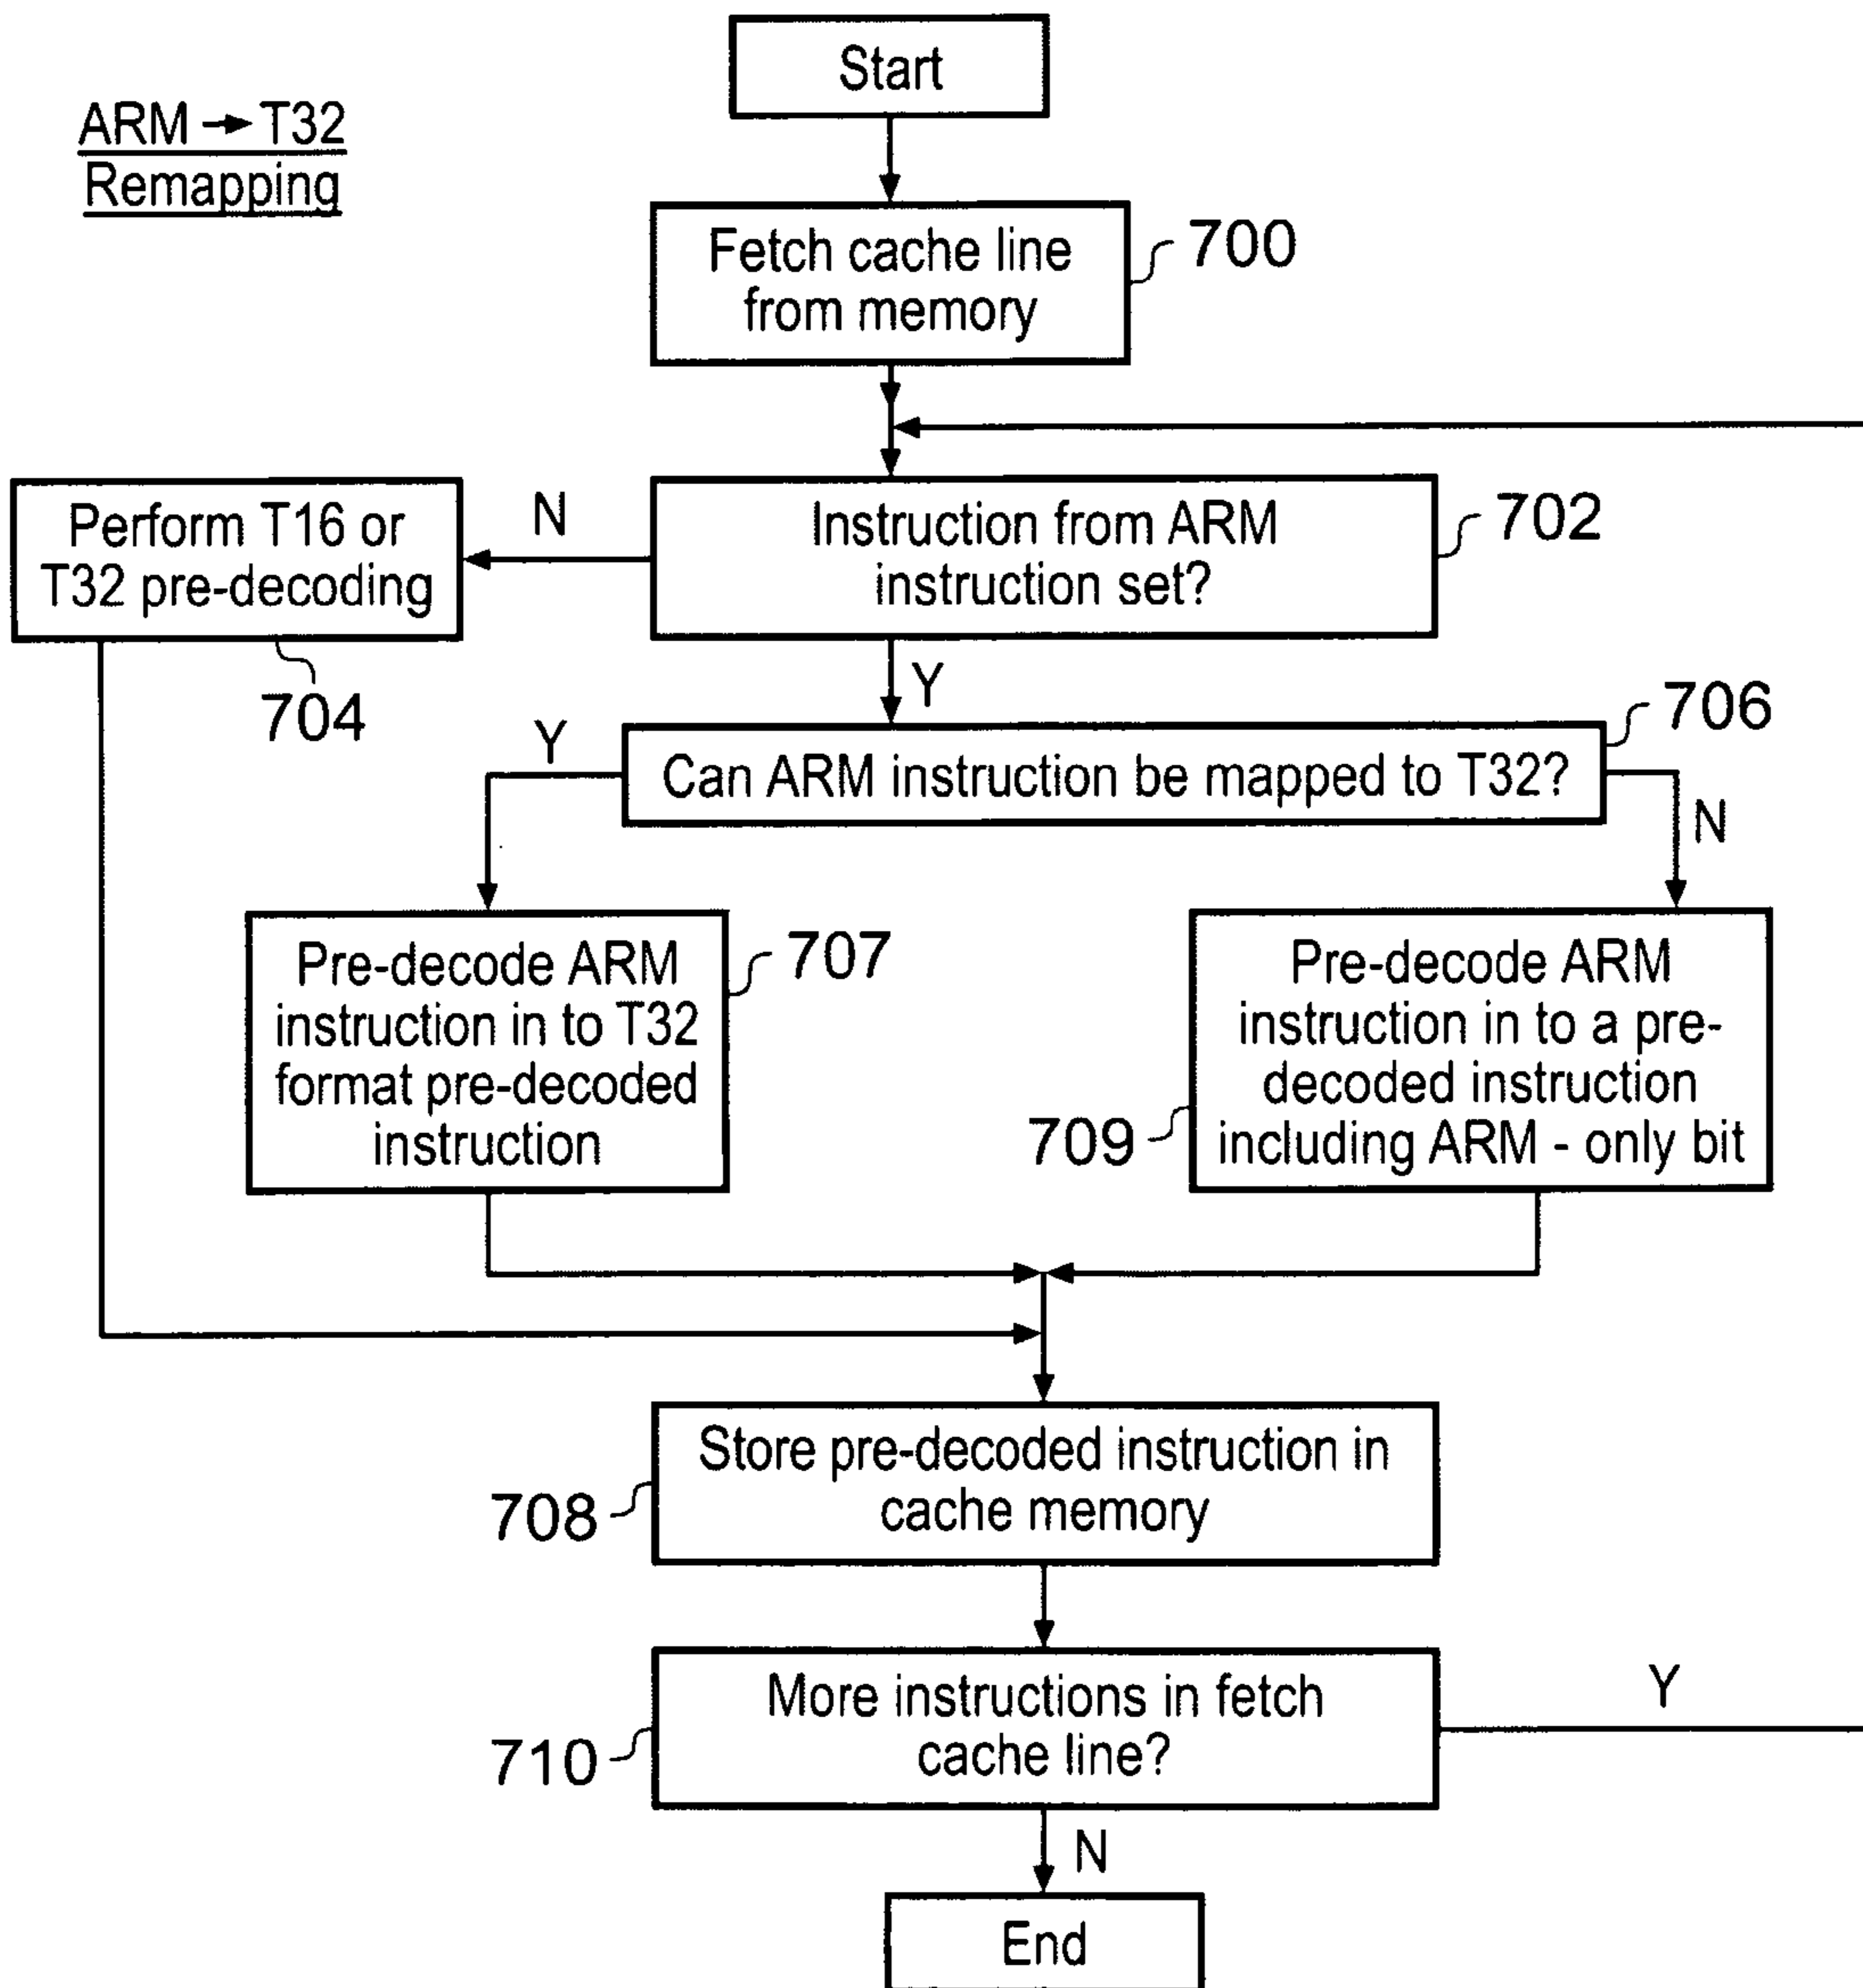 Start
ARM → T32
Remapping
Fetch cache line
from memory
700
Instruction from ARM
instruction set?
702
N
Perform T16 or
T32 pre-decoding
704
Y
Can ARM instruction be mapped to T32?
706
Y
N
Pre-decode ARM
instruction in to T32
format pre-decoded
instruction
707
Pre-decode ARM
instruction in to a pre-
decoded instruction
including ARM - only bit
709
Store pre-decoded instruction in
cache memory
708
More instructions in fetch
cache line?
710
Y
N
End